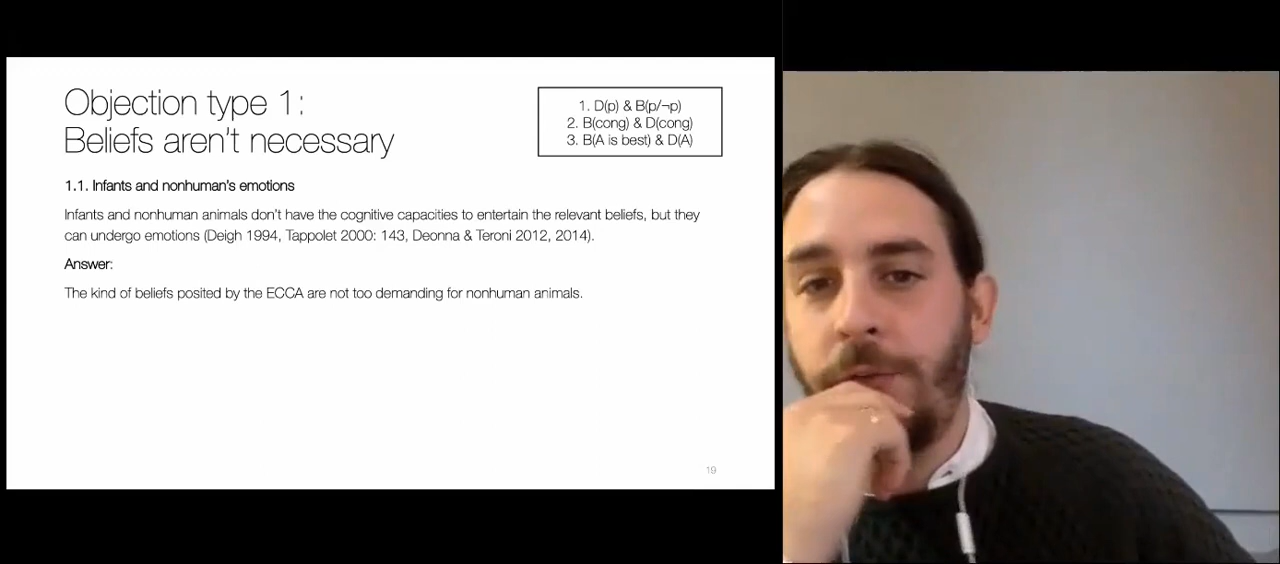 Objection type 1:
Beliefs aren't necessary
1. D(p) & B(p/¬p)
2. B(cong) & D(cong)
3. B(A is best) & D(A)
1.1. Infants and nonhuman's emotions
Infants and nonhuman animals don't have the cognitive capacities to entertain the relevant beliefs, but they
can undergo emotions (Deigh 1994, Tappolet 2000: 143, Deonna & Teroni 2012, 2014).
Answer:
The kind of beliefs posited by the ECCA are not too demanding for nonhuman animals.
19